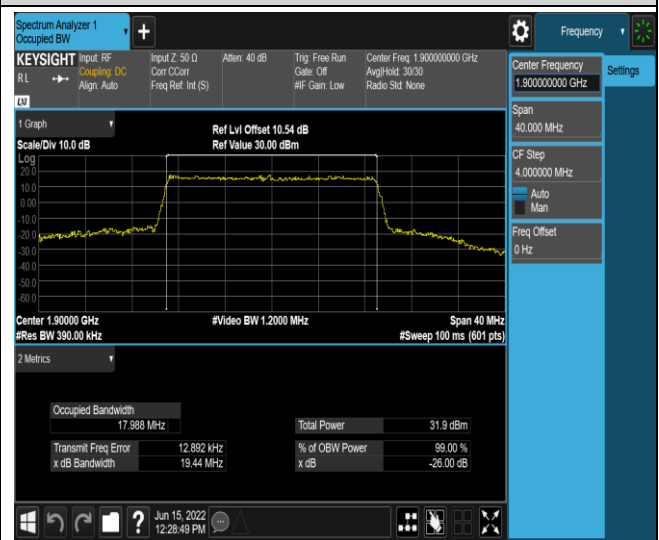 Spectrum Analyzer 1
Occupied BW
Frequency
KEYSIGHT
RL
LXI
Input: RF
Coupling: DC
Align: Auto
Input Z: 50 Ω
Corr CCorr
Freq Ref: Int (S)
Atten: 40 dB
Trig: Free Run
Gate: Off
#IF Gain: Low
Center Freq: 1.900000000 GHz
Avg|Hold: 30/30
Radio Std: None
Center Frequency
1.900000000 GHz
Settings
Span
40.000 MHz
CF Step
4.000000 MHz
Auto
Man
Freq Offset
0 Hz
1 Graph
Scale/Div 10.0 dB
Ref Lvl Offset 10.54 dB
Ref Value 30.00 dBm
Log
20.0
10.0
0.00
-10.0
-20.0
-30.0
-40.0
-50.0
-60.0
Center 1.90000 GHz
#Video BW 1.2000 MHz
Span 40 MHz
#Res BW 390.00 kHz
#Sweep 100 ms (601 pts)
2 Metrics
Occupied Bandwidth
17.988 MHz
Total Power 31.9 dBm
Transmit Freq Error 12.892 kHz
% of OBW Power 99.00 %
x dB Bandwidth 19.44 MHz
x dB -26.00 dB
?
Jun 15, 2022
12:28:49 PM